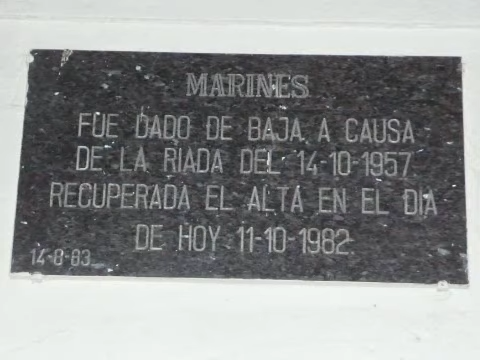 MARINES
FUE DADO DE BAJA A CAUSA
DE LA RIADA DEL 14-10-1957
RECUPERADA EL ALTA EN EL DIA
DE HOY 11-10-1982
14-8-83